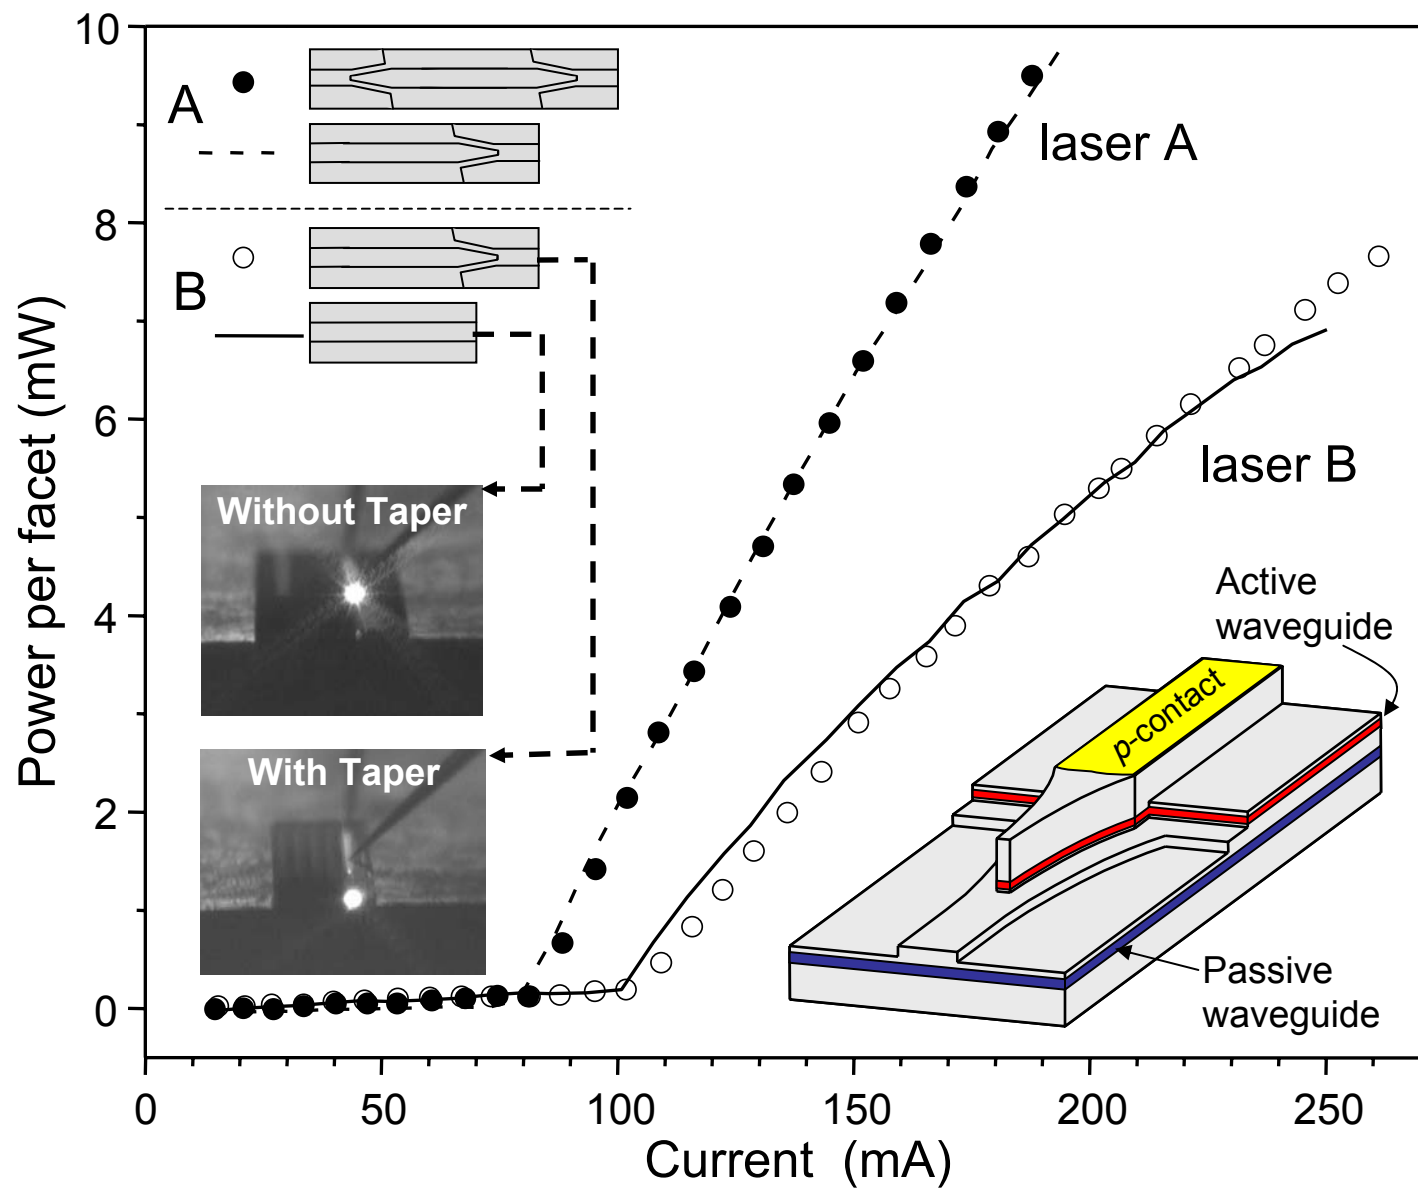 10
8
6
4
2
0
Power per facet (mW)
A
B
laser A
laser B
Without Taper
With Taper
Active
waveguide
p-contact
Passive
waveguide
0
50
100
150
200
250
Current (mA)